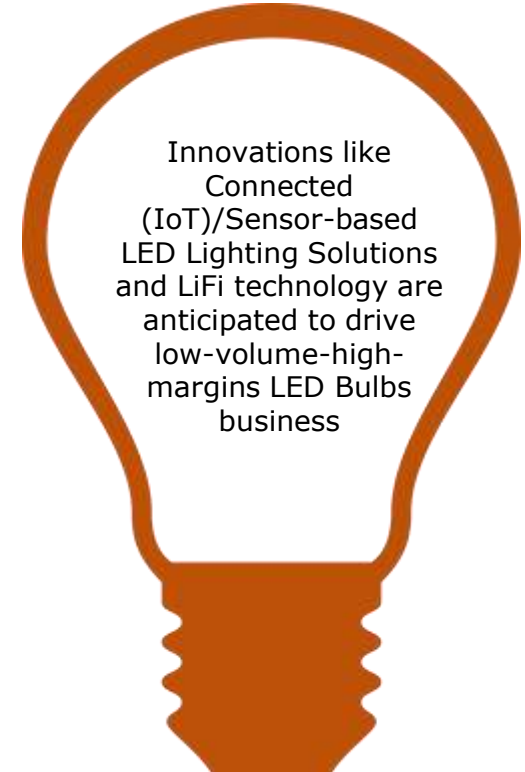 Innovations like
Connected
(IoT)/Sensor-based
LED Lighting Solutions
and LiFi technology are
anticipated to drive
low-volume-high-
margins LED Bulbs
business